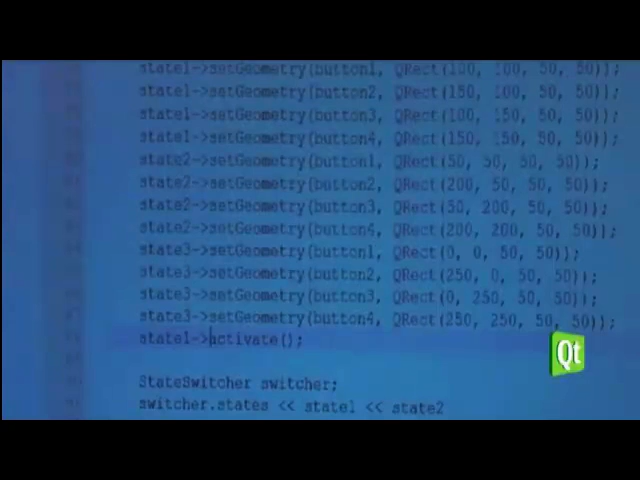 state1->setGeometry(button1, QRect(100, 100, 50, 50));
state1->setGeometry(button2, QRect(150, 100, 50, 50));
state1->setGeometry(button3, QRect(100, 150, 50, 50));
state1->setGeometry(button4, QRect(150, 150, 50, 50));
state2->setGeometry(button1, QRect(50, 50, 50, 50));
state2->setGeometry(button2, QRect(200, 50, 50, 50));
state2->setGeometry(button3, QRect(50, 200, 50, 50));
state2->setGeometry(button4, QRect(200, 200, 50, 50));
state3->setGeometry(button1, QRect(0, 0, 50, 50));
state3->setGeometry(button2, QRect(250, 0, 50, 50));
state3->setGeometry(button3, QRect(0, 250, 50, 50));
state3->setGeometry(button4, QRect(250, 250, 50, 50));
state1->activate();
Qt
StateSwitcher switcher;
switcher.states << state1 << state2